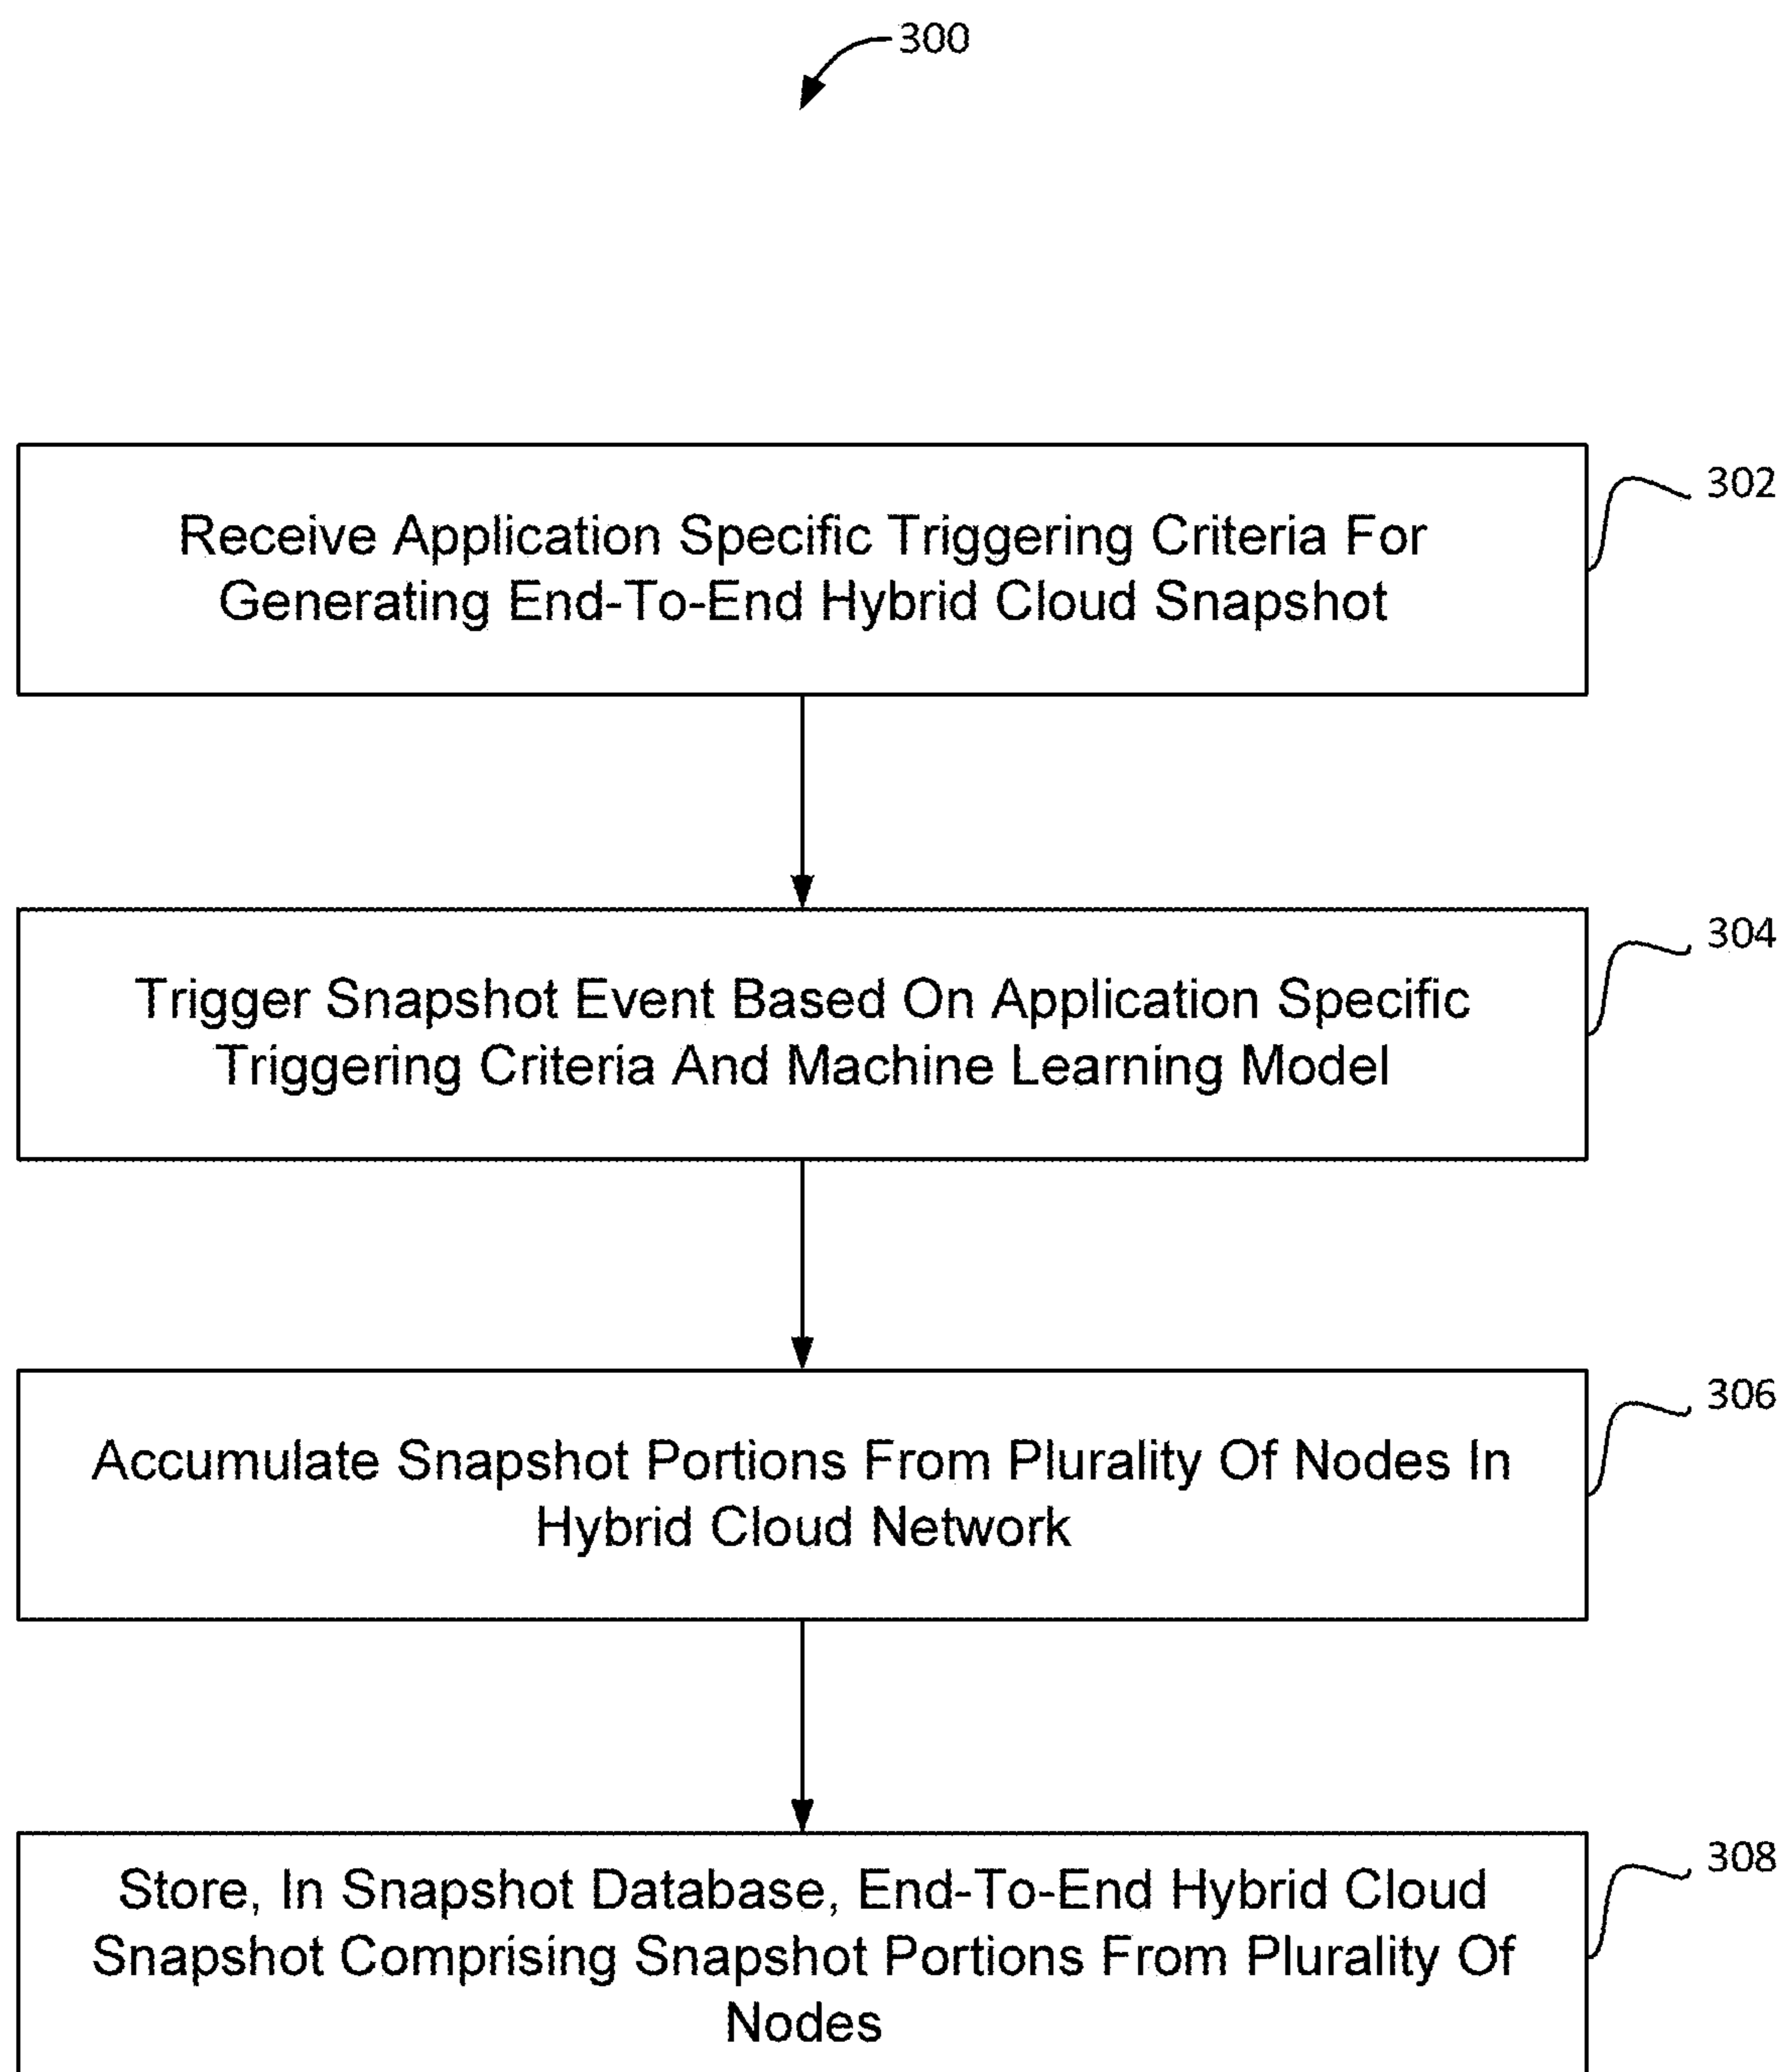 300
Receive Application Specific Triggering Criteria For
Generating End-To-End Hybrid Cloud Snapshot
302
Trigger Snapshot Event Based On Application Specific
Triggering Criteria And Machine Learning Model
304
Accumulate Snapshot Portions From Plurality Of Nodes In
Hybrid Cloud Network
306
Store, In Snapshot Database, End-To-End Hybrid Cloud
Snapshot Comprising Snapshot Portions From Plurality Of
Nodes
308